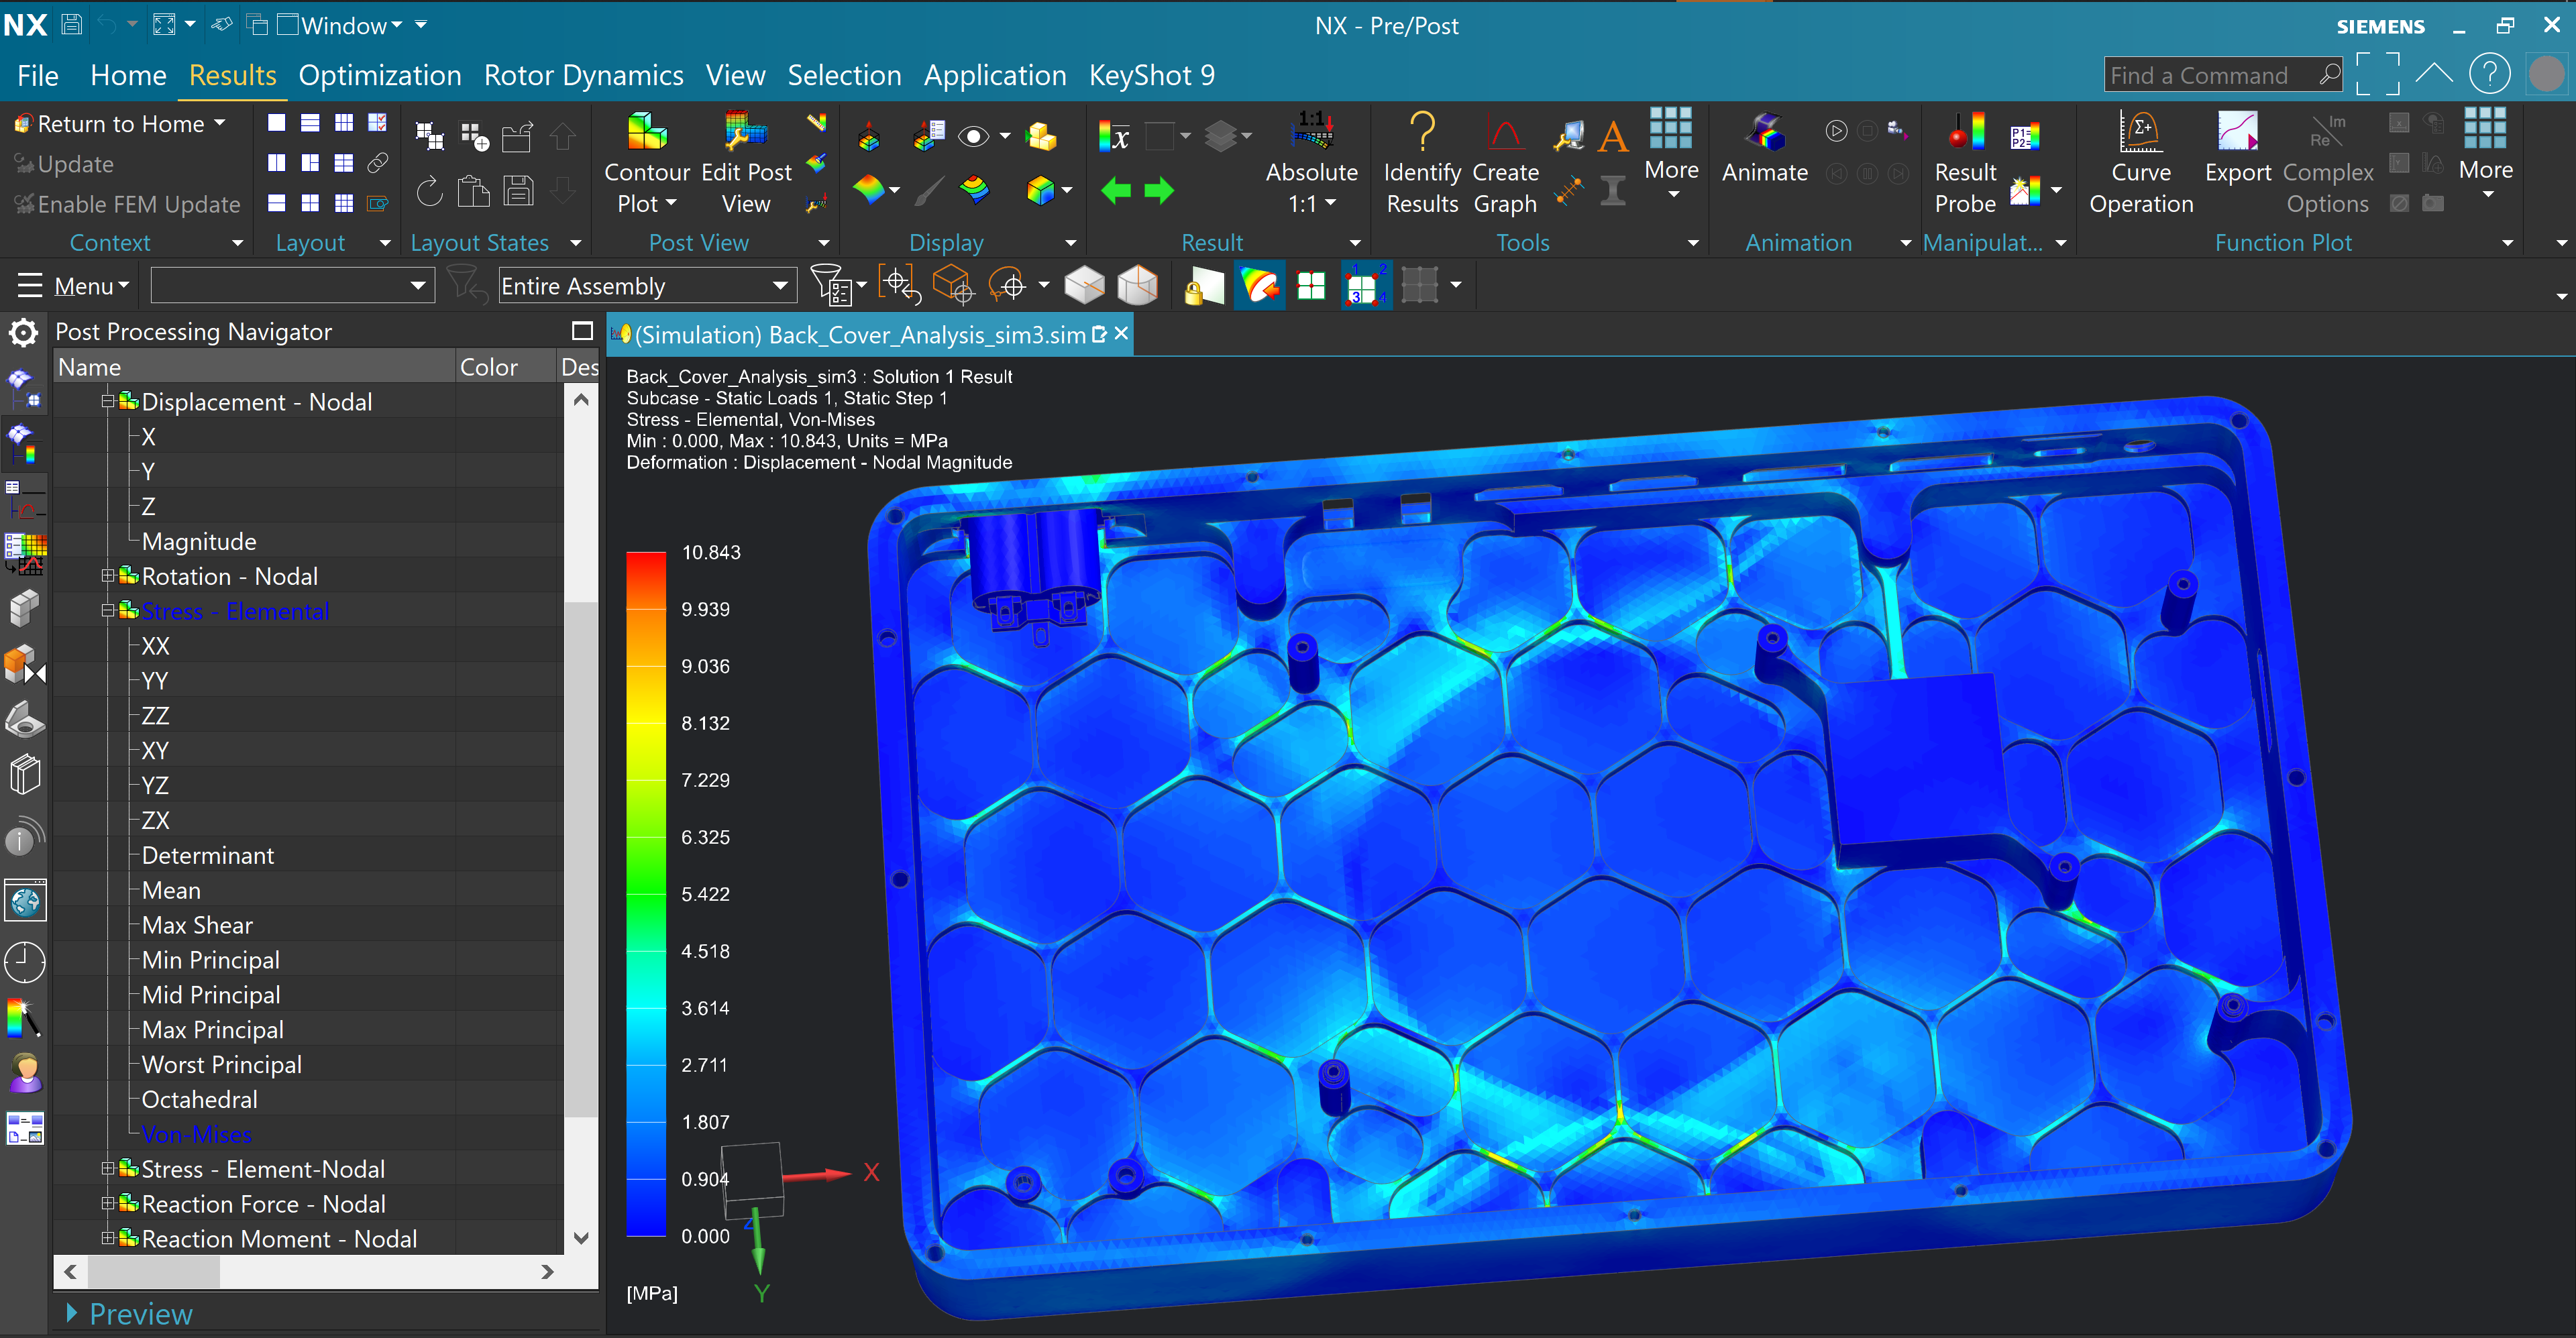 NX
Window
NX - Pre/Post
SIEMENS
File
Home
Results
Optimization
Rotor Dynamics
View
Selection
Application
KeyShot 9
Find a Command
Return to Home
Update
Enable FEM Update
Context
Layout
Layout States
Contour
Plot
Edit Post
View
Post View
Display
Absolute
1:1
Result
Identify
Results
Create
Graph
More
Tools
Animate
Animation
Result
Probe
Manipulat...
Curve
Operation
Export
Complex
Options
More
Function Plot
Menu
Entire Assembly
Post Processing Navigator
Name
Color
Des
Displacement - Nodal
X
Y
Z
Magnitude
Rotation - Nodal
Stress - Elemental
XX
YY
ZZ
XY
YZ
ZX
Determinant
Mean
Max Shear
Min Principal
Mid Principal
Max Principal
Worst Principal
Octahedral
Von-Mises
Stress - Element-Nodal
Reaction Force - Nodal
Reaction Moment - Nodal
Preview
(Simulation) Back_Cover_Analysis_sim3.sim
Back_Cover_Analysis_sim3 : Solution 1 Result
Subcase - Static Loads 1, Static Step 1
Stress - Elemental, Von-Mises
Min : 0.000, Max : 10.843, Units = MPa
Deformation : Displacement - Nodal Magnitude
10.843
9.939
9.036
8.132
7.229
6.325
5.422
4.518
3.614
2.711
1.807
0.904
0.000
[MPa]
X
Z
Y